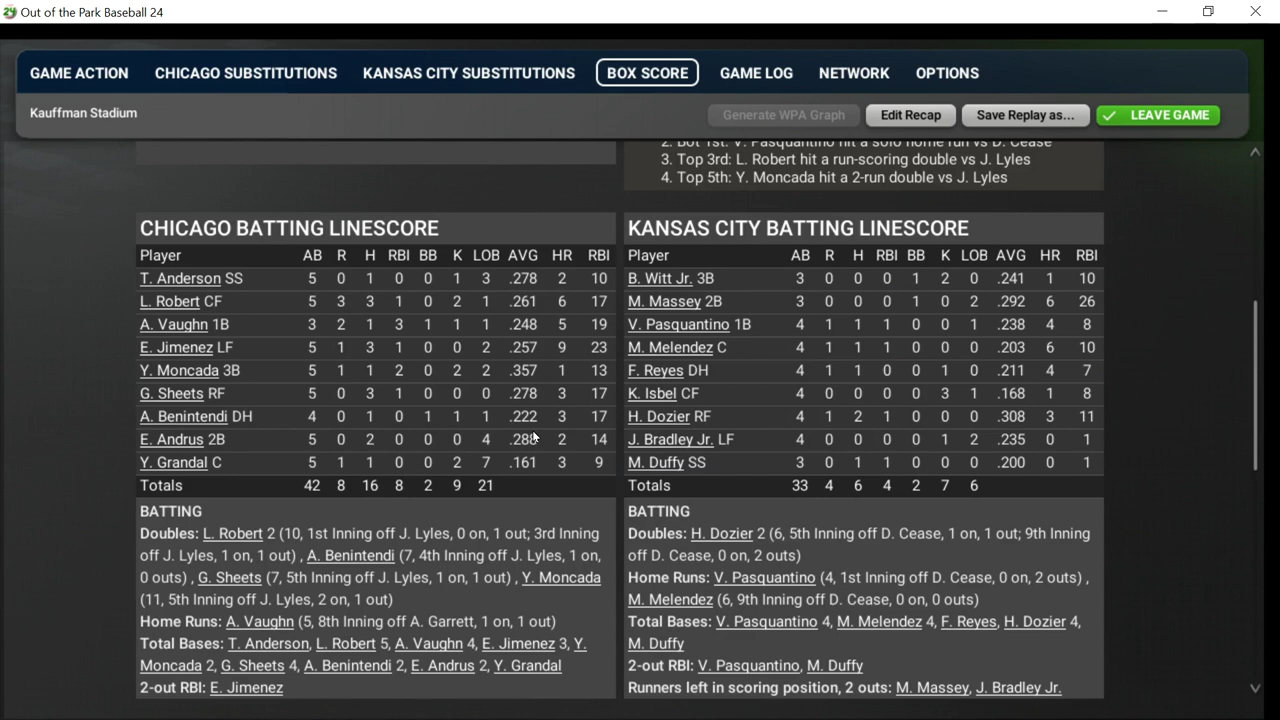 Out of the Park Baseball 24
GAME ACTION CHICAGO SUBSTITUTIONS KANSAS CITY SUBSTITUTIONS BOX SCORE GAME LOG NETWORK OPTIONS
Kauffman Stadium Generate WPA Graph Edit Recap Save Replay as... LEAVE GAME
2. Bot 1st: V. Pasquantino hit a solo home run vs D. Cease
3. Top 3rd: L. Robert hit a run-scoring double vs J. Lyles
4. Top 5th: Y. Moncada hit a 2-run double vs J. Lyles
CHICAGO BATTING LINESCORE
Player AB R H RBI BB K LOB AVG HR RBI
T. Anderson SS 5 0 1 0 0 1 3 .278 2 10
L. Robert CF 5 3 3 1 0 2 1 .261 6 17
A. Vaughn 1B 3 2 1 3 1 1 1 .248 5 19
E. Jimenez LF 5 1 3 1 0 0 2 .257 9 23
Y. Moncada 3B 5 1 1 2 0 2 2 .357 1 13
G. Sheets RF 5 0 3 1 0 0 0 .278 3 17
A. Benintendi DH 4 0 1 0 1 1 1 .222 3 17
E. Andrus 2B 5 0 2 0 0 0 4 .288 2 14
Y. Grandal C 5 1 1 0 0 2 7 .161 3 9
Totals 42 8 16 8 2 9 21
BATTING
Doubles: L. Robert 2 (10, 1st Inning off J. Lyles, 0 on, 1 out; 3rd Inning
off J. Lyles, 1 on, 1 out) , A. Benintendi (7, 4th Inning off J. Lyles, 1 on,
0 outs) , G. Sheets (7, 5th Inning off J. Lyles, 1 on, 1 out) , Y. Moncada
(11, 5th Inning off J. Lyles, 2 on, 1 out)
Home Runs: A. Vaughn (5, 8th Inning off A. Garrett, 1 on, 1 out)
Total Bases: T. Anderson, L. Robert 5, A. Vaughn 4, E. Jimenez 3, Y.
Moncada 2, G. Sheets 4, A. Benintendi 2, E. Andrus 2, Y. Grandal
2-out RBI: E. Jimenez
KANSAS CITY BATTING LINESCORE
Player AB R H RBI BB K LOB AVG HR RBI
B. Witt Jr. 3B 3 0 0 0 1 2 0 .241 1 10
M. Massey 2B 3 0 0 0 1 0 2 .292 6 26
V. Pasquantino 1B 4 1 1 1 0 0 1 .238 4 8
M. Melendez C 4 1 1 1 0 0 0 .203 6 10
F. Reyes DH 4 1 1 0 0 1 0 .211 4 7
K. Isbel CF 4 0 0 0 0 3 1 .168 1 8
H. Dozier RF 4 1 2 1 0 0 0 .308 3 11
J. Bradley Jr. LF 4 0 0 0 0 1 2 .235 0 1
M. Duffy SS 3 0 1 1 0 0 0 .200 0 1
Totals 33 4 6 4 2 7 6
BATTING
Doubles: H. Dozier 2 (6, 5th Inning off D. Cease, 1 on, 1 out; 9th Inning
off D. Cease, 0 on, 2 outs)
Home Runs: V. Pasquantino (4, 1st Inning off D. Cease, 0 on, 2 outs) ,
M. Melendez (6, 9th Inning off D. Cease, 0 on, 0 outs)
Total Bases: V. Pasquantino 4, M. Melendez 4, F. Reyes, H. Dozier 4,
M. Duffy
2-out RBI: V. Pasquantino, M. Duffy
Runners left in scoring position, 2 outs: M. Massey, J. Bradley Jr.